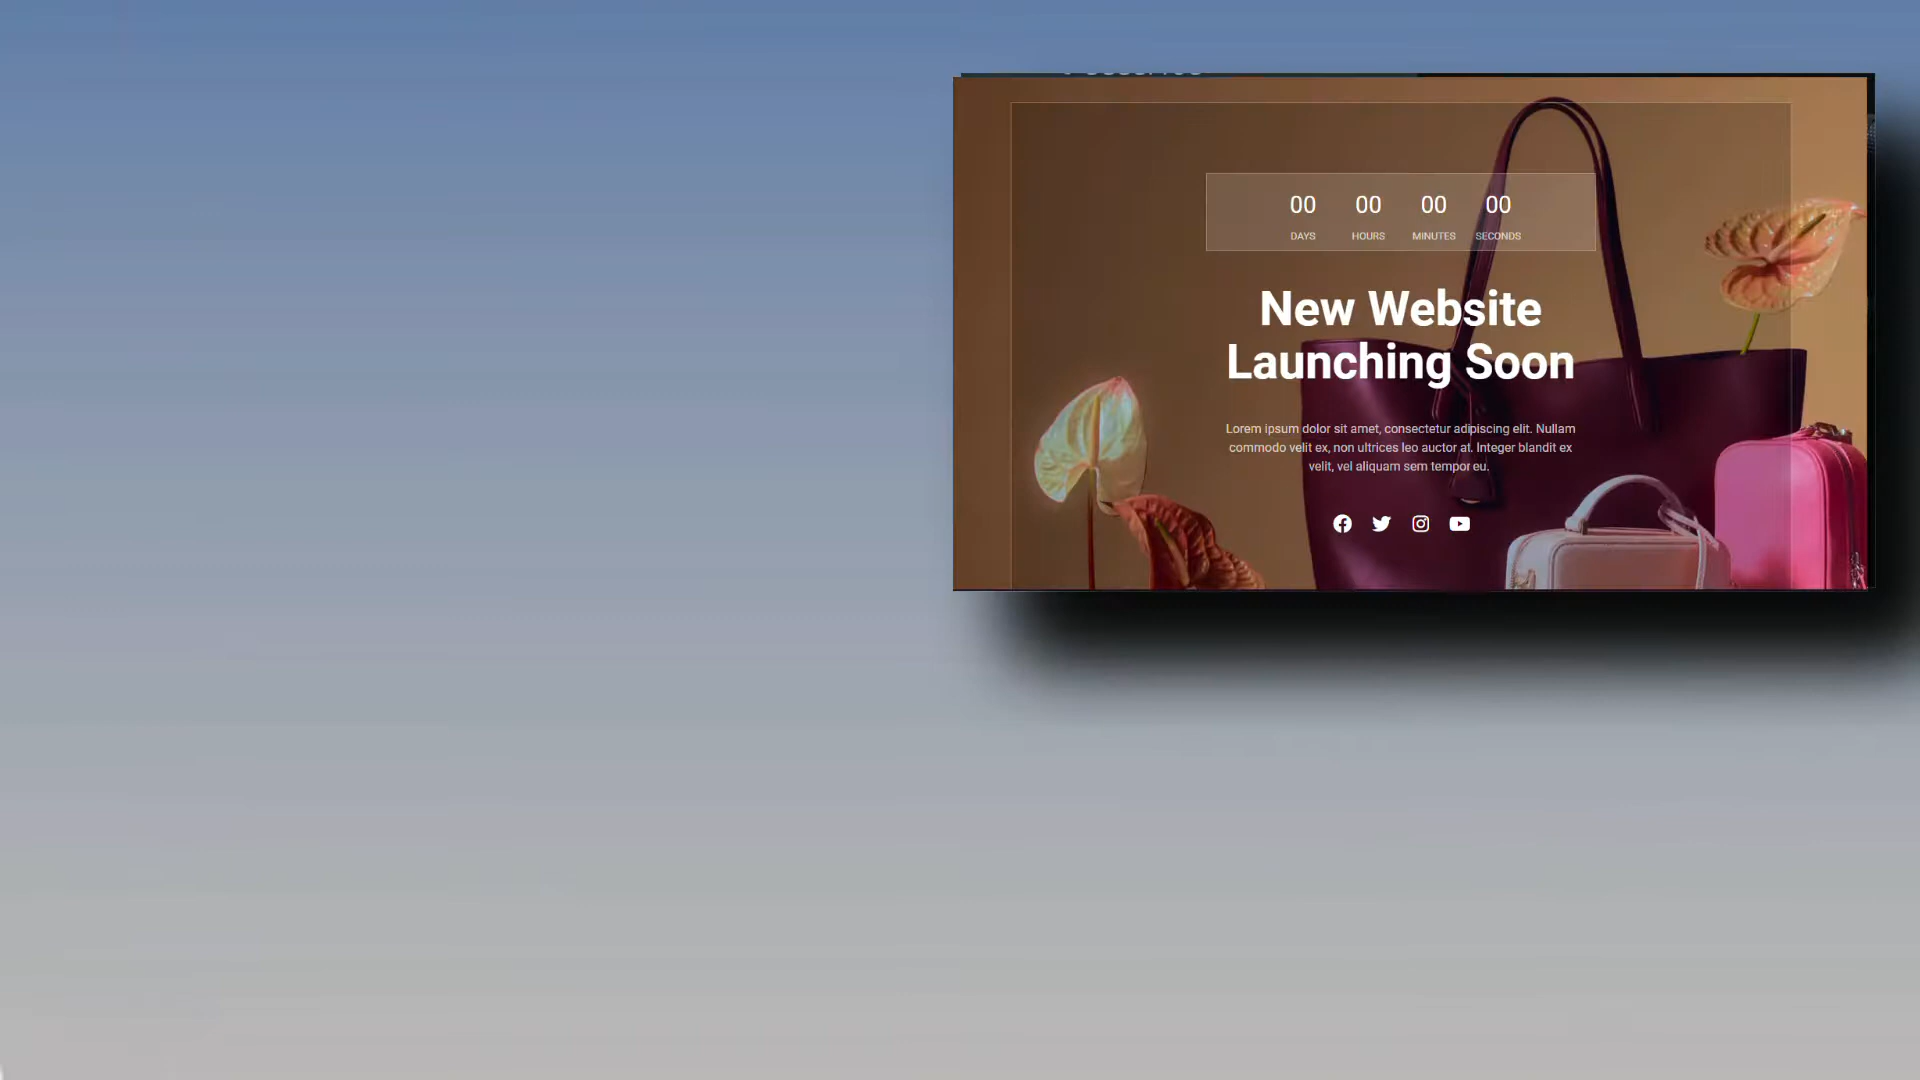 00 00 00 00
DAYS HOURS MINUTES SECONDS
New Website
Launching Soon
Lorem ipsum dolor sit amet, consectetur adipiscing elit. Nullam
commodo velit ex, non ultrices leo auctor at. Integer blandit ex
velit, vel aliquam sem tempor eu.